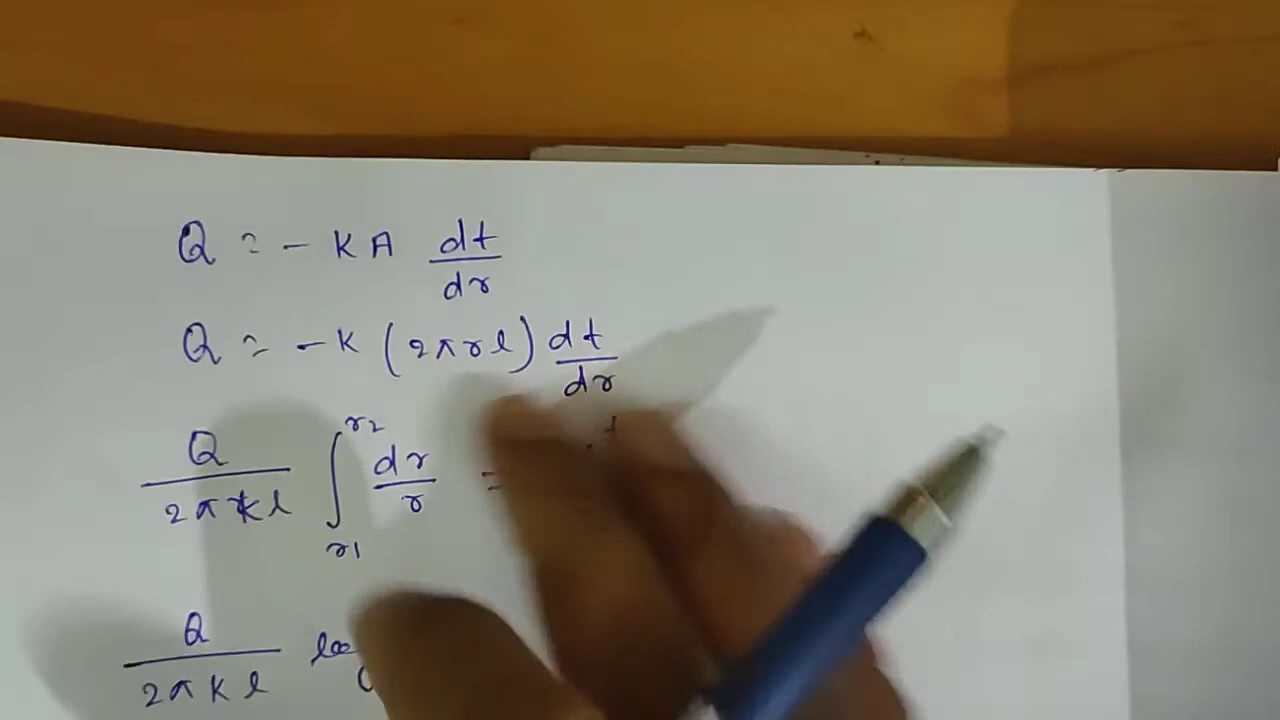 Q = - K A dt/dr
Q = - K (2πrl) dt/dr
Q/2πkl ∫r1^r2 dr/r =
Q/2πKl